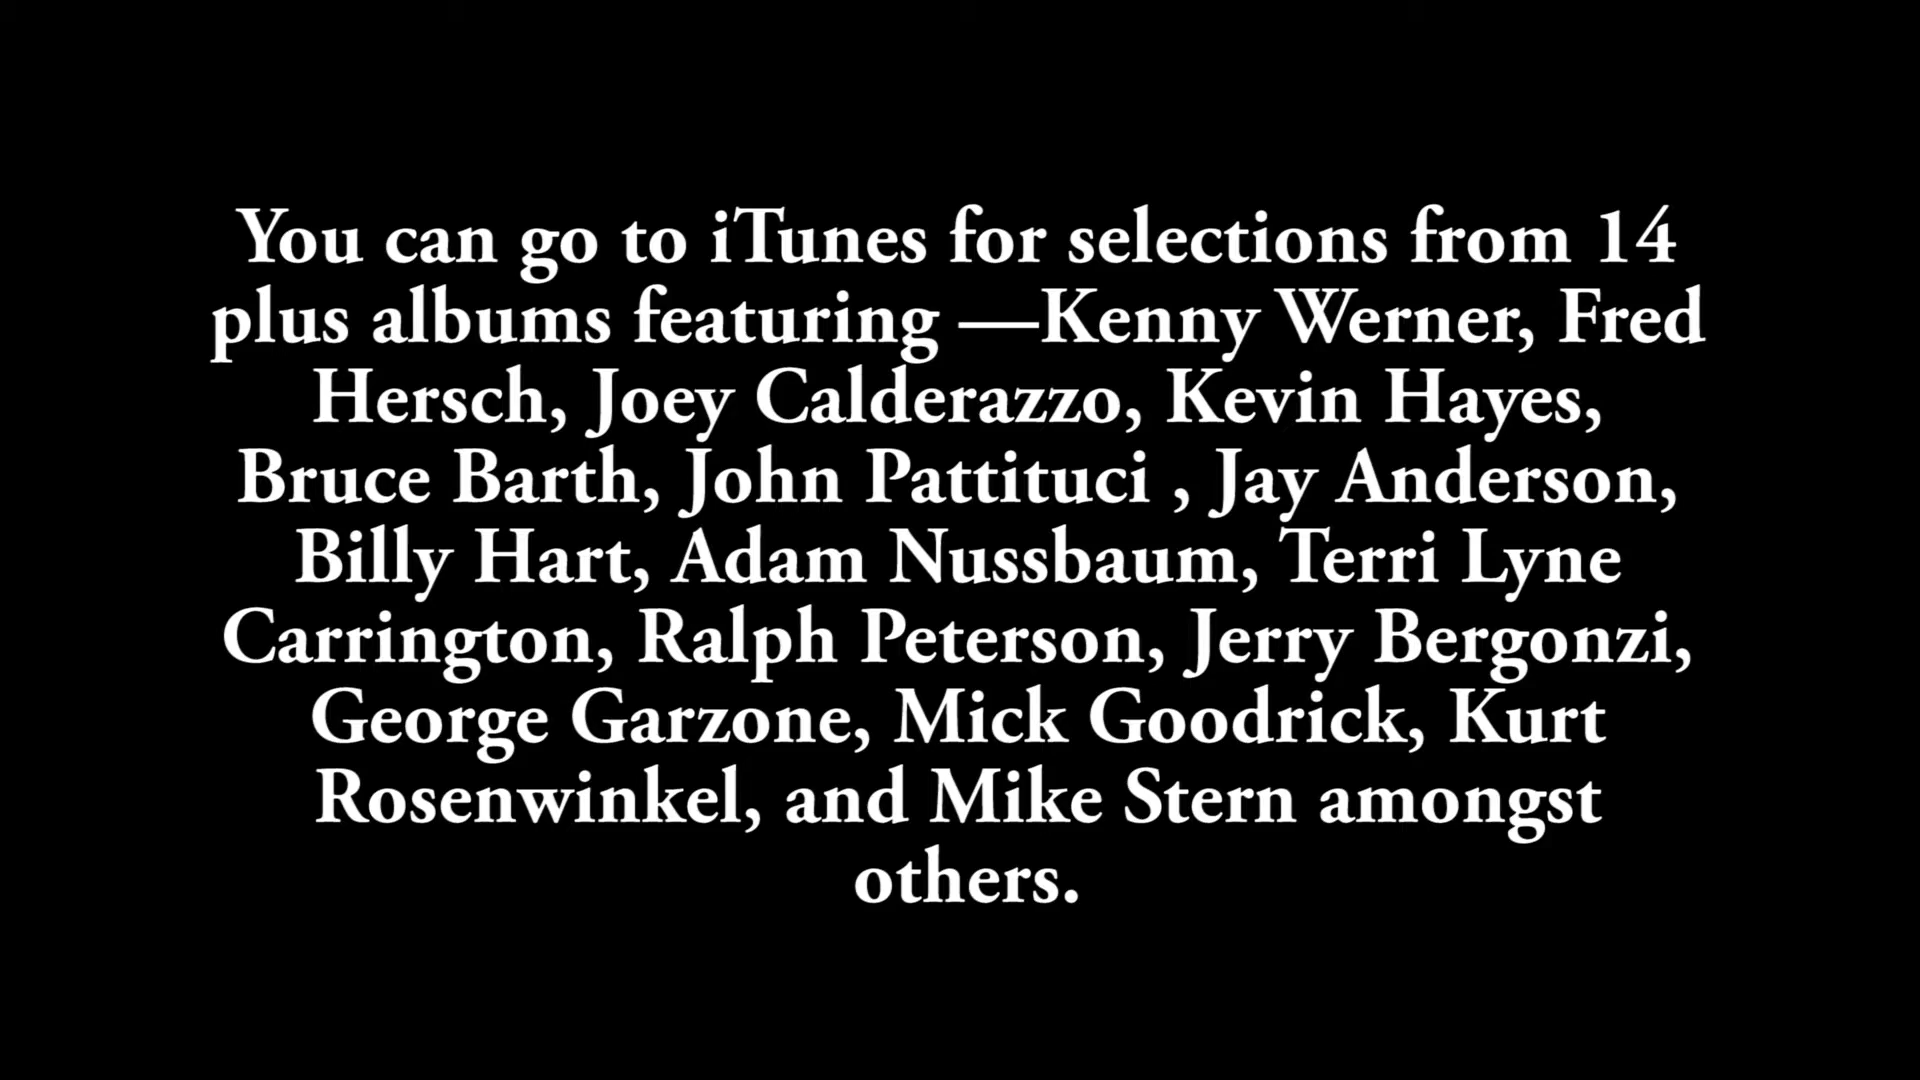 You can go to iTunes for selections from 14
plus albums featuring —Kenny Werner, Fred
Hersch, Joey Calderazzo, Kevin Hayes,
Bruce Barth, John Pattituci , Jay Anderson,
Billy Hart, Adam Nussbaum, Terri Lyne
Carrington, Ralph Peterson, Jerry Bergonzi,
George Garzone, Mick Goodrick, Kurt
Rosenwinkel, and Mike Stern amongst
others.